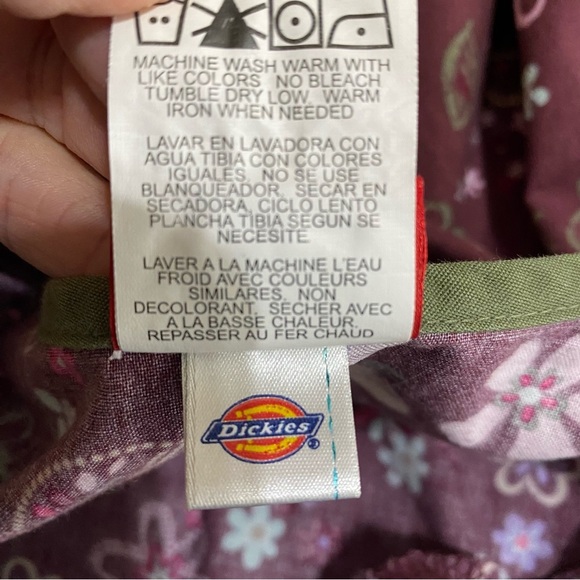 MACHINE WASH WARM WITH
LIKE COLORS NO BLEACH
TUMBLE DRY LOW WARM
IRON WHEN NEEDED
LAVAR EN LAVADORA CON
AGUA TIBIA CON COLORES
IGUALES, NO SE USE
BLANQUEADOR, SECAR EN
SECADORA, CICLO LENTO
PLANCHA TIBIA SEGUN SE
NECESITE
LAVER A LA MACHINE L'EAU
FROID AVEC COULEURS
SIMILARES, NON
DECOLORANT, SÉCHER AVEC
A LA BASSE CHALEUR,
REPASSER AU FER CHAUD
Dickies